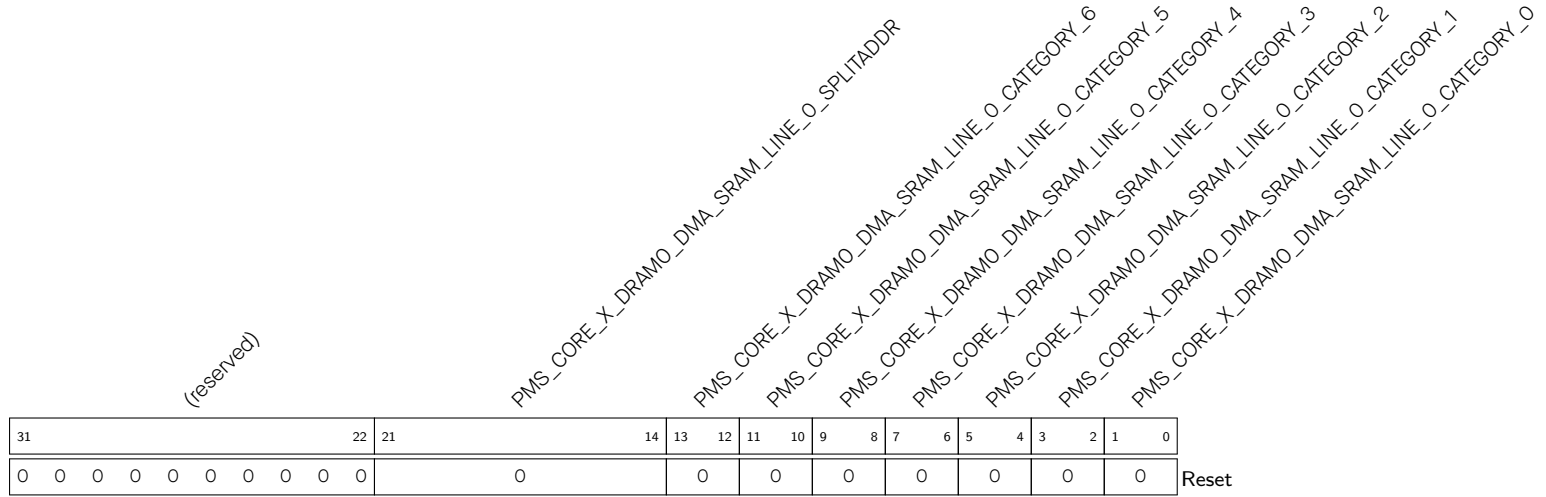 (reserved)
PMS_CORE_X_DRAM0_DMA_SRAM_LINE_0_SPLITADDR
PMS_CORE_X_DRAM0_DMA_SRAM_LINE_0_CATEGORY_6
PMS_CORE_X_DRAM0_DMA_SRAM_LINE_0_CATEGORY_5
PMS_CORE_X_DRAM0_DMA_SRAM_LINE_0_CATEGORY_4
PMS_CORE_X_DRAM0_DMA_SRAM_LINE_0_CATEGORY_3
PMS_CORE_X_DRAM0_DMA_SRAM_LINE_0_CATEGORY_2
PMS_CORE_X_DRAM0_DMA_SRAM_LINE_0_CATEGORY_1
PMS_CORE_X_DRAM0_DMA_SRAM_LINE_0_CATEGORY_0
31 22 21 14 13 12 11 10 9 8 7 6 5 4 3 2 1 0
0 0 0 0 0 0 0 0 0 0 0 0 0 0 0 0 0 0 Reset